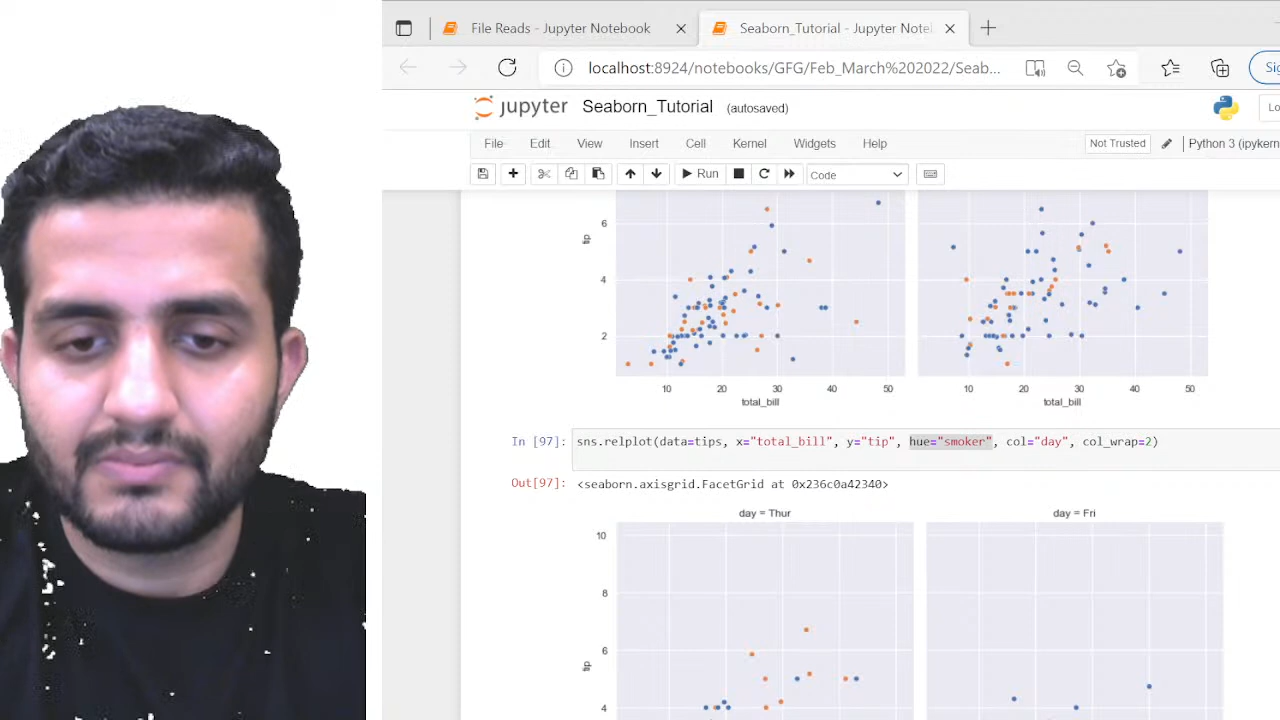 File Reads - Jupyter Notebook
Seaborn_Tutorial - Jupyter Note
localhost:8924/notebooks/GFG/Feb_March%202022/Seab...
Sig
jupyter Seaborn_Tutorial (autosaved)
Lo
File Edit View Insert Cell Kernel Widgets Help
Not Trusted Python 3 (ipykern
Run Code
6
4
2
tip
10 20 30 40 50
10 20 30 40 50
total_bill
total_bill
In [97]: sns.relplot(data=tips, x="total_bill", y="tip", hue="smoker", col="day", col_wrap=2)
Out[97]: <seaborn.axisgrid.FacetGrid at 0x236c0a42340>
day = Thur
day = Fri
10
8
6
4
tip